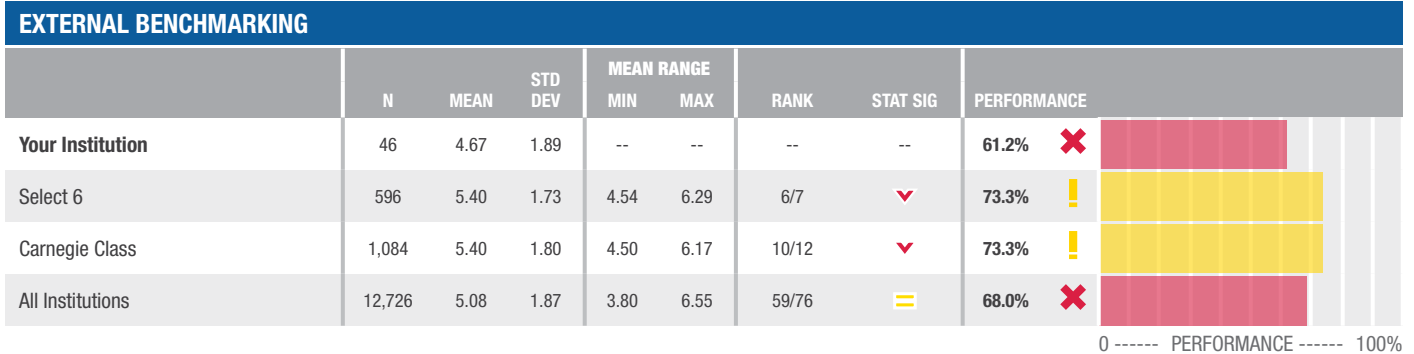 EXTERNAL BENCHMARKING
N MEAN STD DEV MEAN RANGE MIN MAX RANK STAT SIG PERFORMANCE
Your Institution 46 4.67 1.89 -- -- -- -- 61.2%
Select 6 596 5.40 1.73 4.54 6.29 6/7 73.3%
Carnegie Class 1,084 5.40 1.80 4.50 6.17 10/12 73.3%
All Institutions 12,726 5.08 1.87 3.80 6.55 59/76 = 68.0%
0 ------ PERFORMANCE ------ 100%